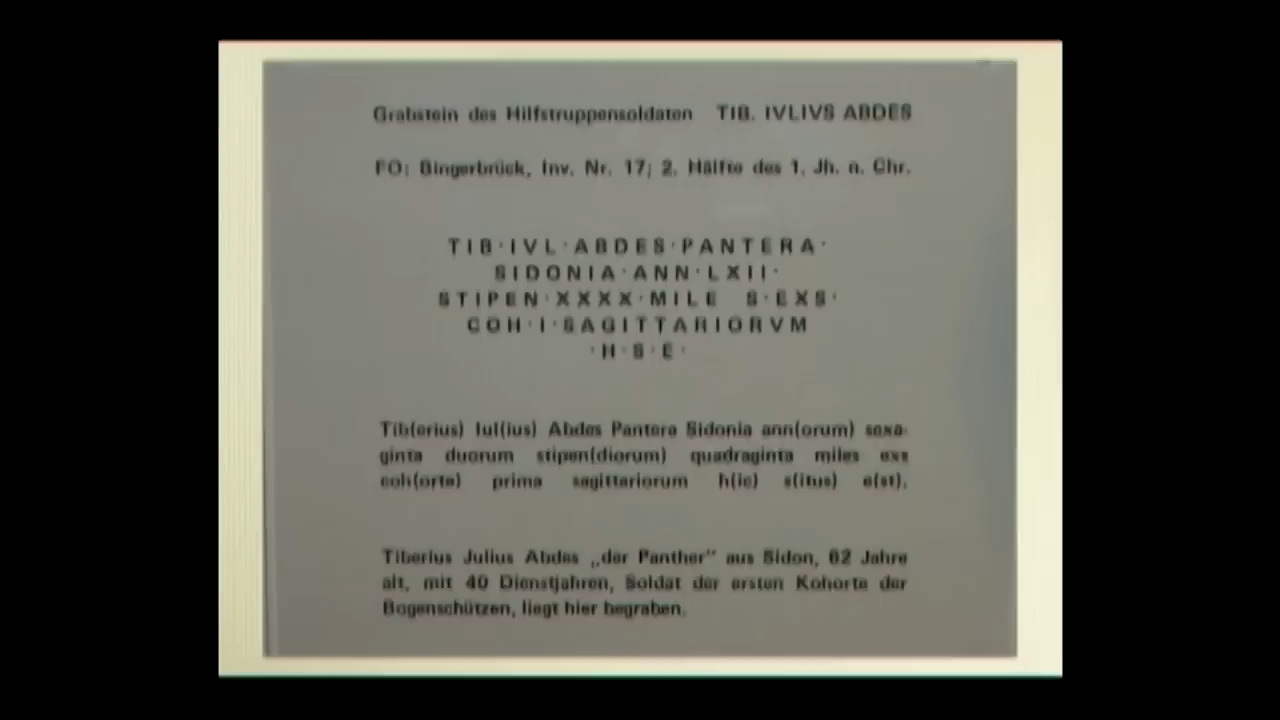 Grabstein des Hilfstruppensoldaten TIB. IVLIVS ABDES
FO: Bingerbrück, Inv. Nr. 17; 2. Hälfte des 1. Jh. n. Chr.
TIB·IVL·ABDES·PANTERA·
SIDONIA·ANN·LXII·
STIPEN·XXXX·MILE S·EXS·
COH·I·SAGITTARIORVM
·H·S·E·
Tib(erius) Iul(ius) Abdes Pantera Sidonia ann(orum) sexa-
ginta duorum stipen(diorum) quadraginta miles exs
coh(orte) prima sagittariorum h(ic) s(itus) e(st).
Tiberius Julius Abdes „der Panther" aus Sidon, 62 Jahre
alt, mit 40 Dienstjahren, Soldat der ersten Kohorte der
Bogenschützen, liegt hier begraben.